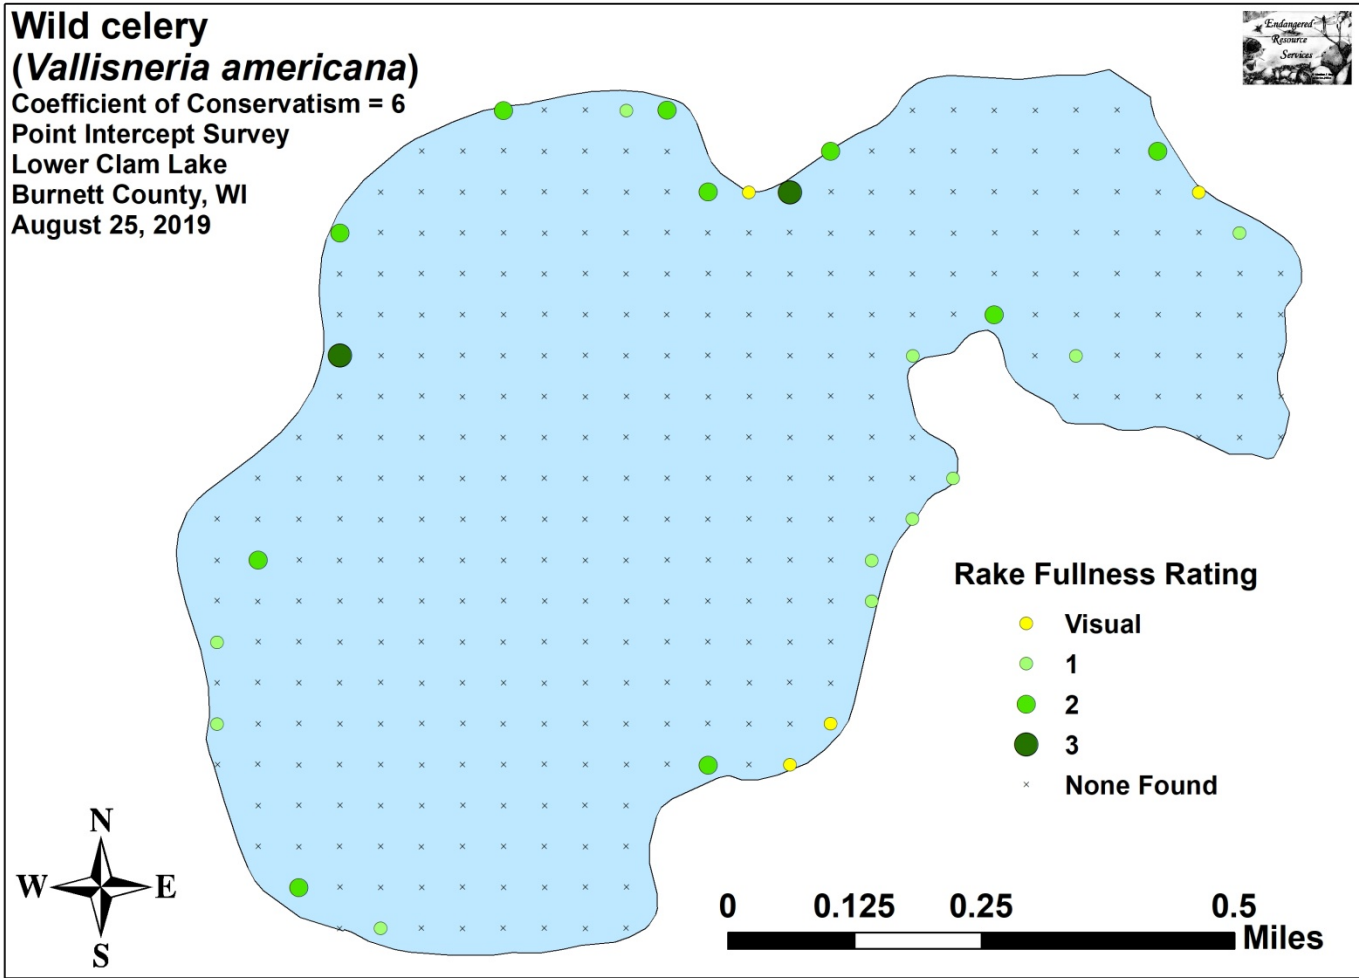 Wild celery
(Vallisneria americana)
Coefficient of Conservatism = 6
Point Intercept Survey
Lower Clam Lake
Burnett County, WI
August 25, 2019
Endangered
Resource
Services
Rake Fullness Rating
Visual
1
2
3
None Found
N
W E
S
0 0.125 0.25 0.5
Miles